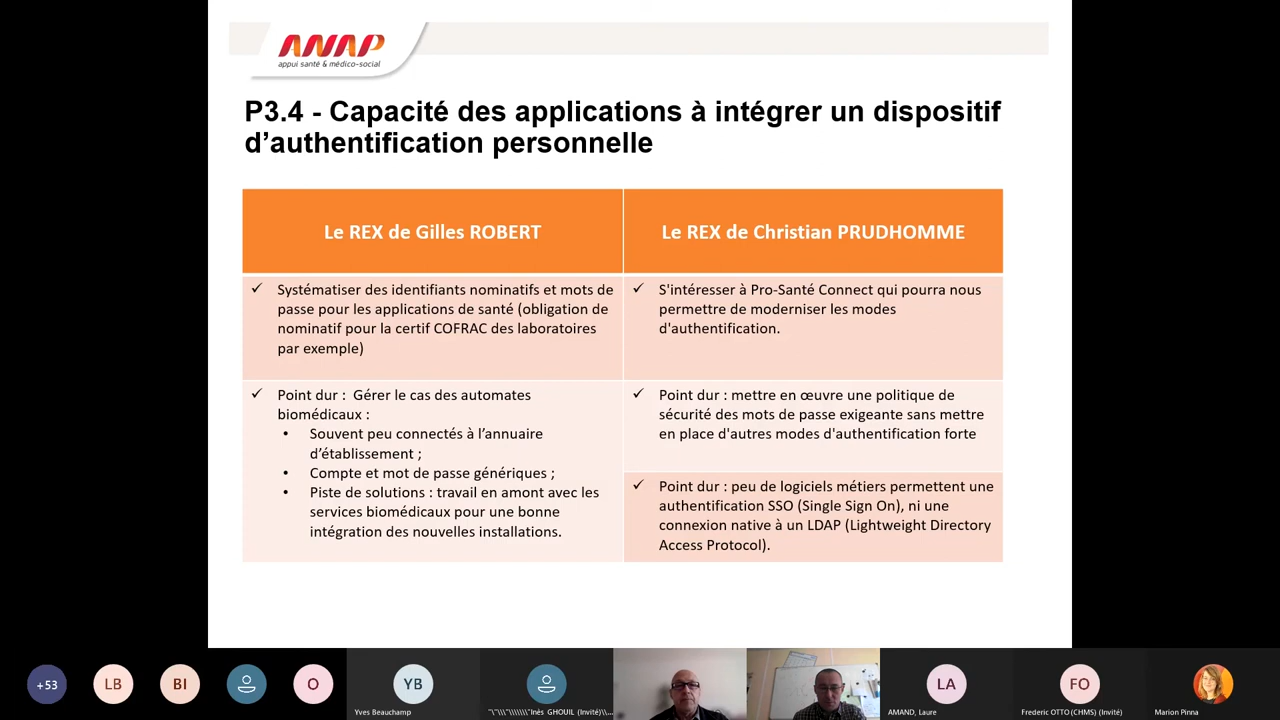 ANAP
appui santé & médico-social
P3.4 - Capacité des applications à intégrer un dispositif
d’authentification personnelle
Le REX de Gilles ROBERT
Le REX de Christian PRUDHOMME
✓ Systématiser des identifiants nominatifs et mots de
passe pour les applications de santé (obligation de
nominatif pour la certif COFRAC des laboratoires
par exemple)
✓ S'intéresser à Pro-Santé Connect qui pourra nous
permettre de moderniser les modes
d'authentification.
✓ Point dur : Gérer le cas des automates
biomédicaux :
• Souvent peu connectés à l’annuaire
d’établissement ;
• Compte et mot de passe génériques ;
• Piste de solutions : travail en amont avec les
services biomédicaux pour une bonne
intégration des nouvelles installations.
✓ Point dur : mettre en œuvre une politique de
sécurité des mots de passe exigeante sans mettre
en place d'autres modes d'authentification forte
✓ Point dur : peu de logiciels métiers permettent une
authentification SSO (Single Sign On), ni une
connexion native à un LDAP (Lightweight Directory
Access Protocol).
+53
LB
BI
O
YB
Yves Beauchamp
"\"\\"\\\\\\\"Inès GHOUIL (Invité)\\...
LA
AMAND, Laure
FO
Frederic OTTO (CHMS) (Invité)
Marion Pinna